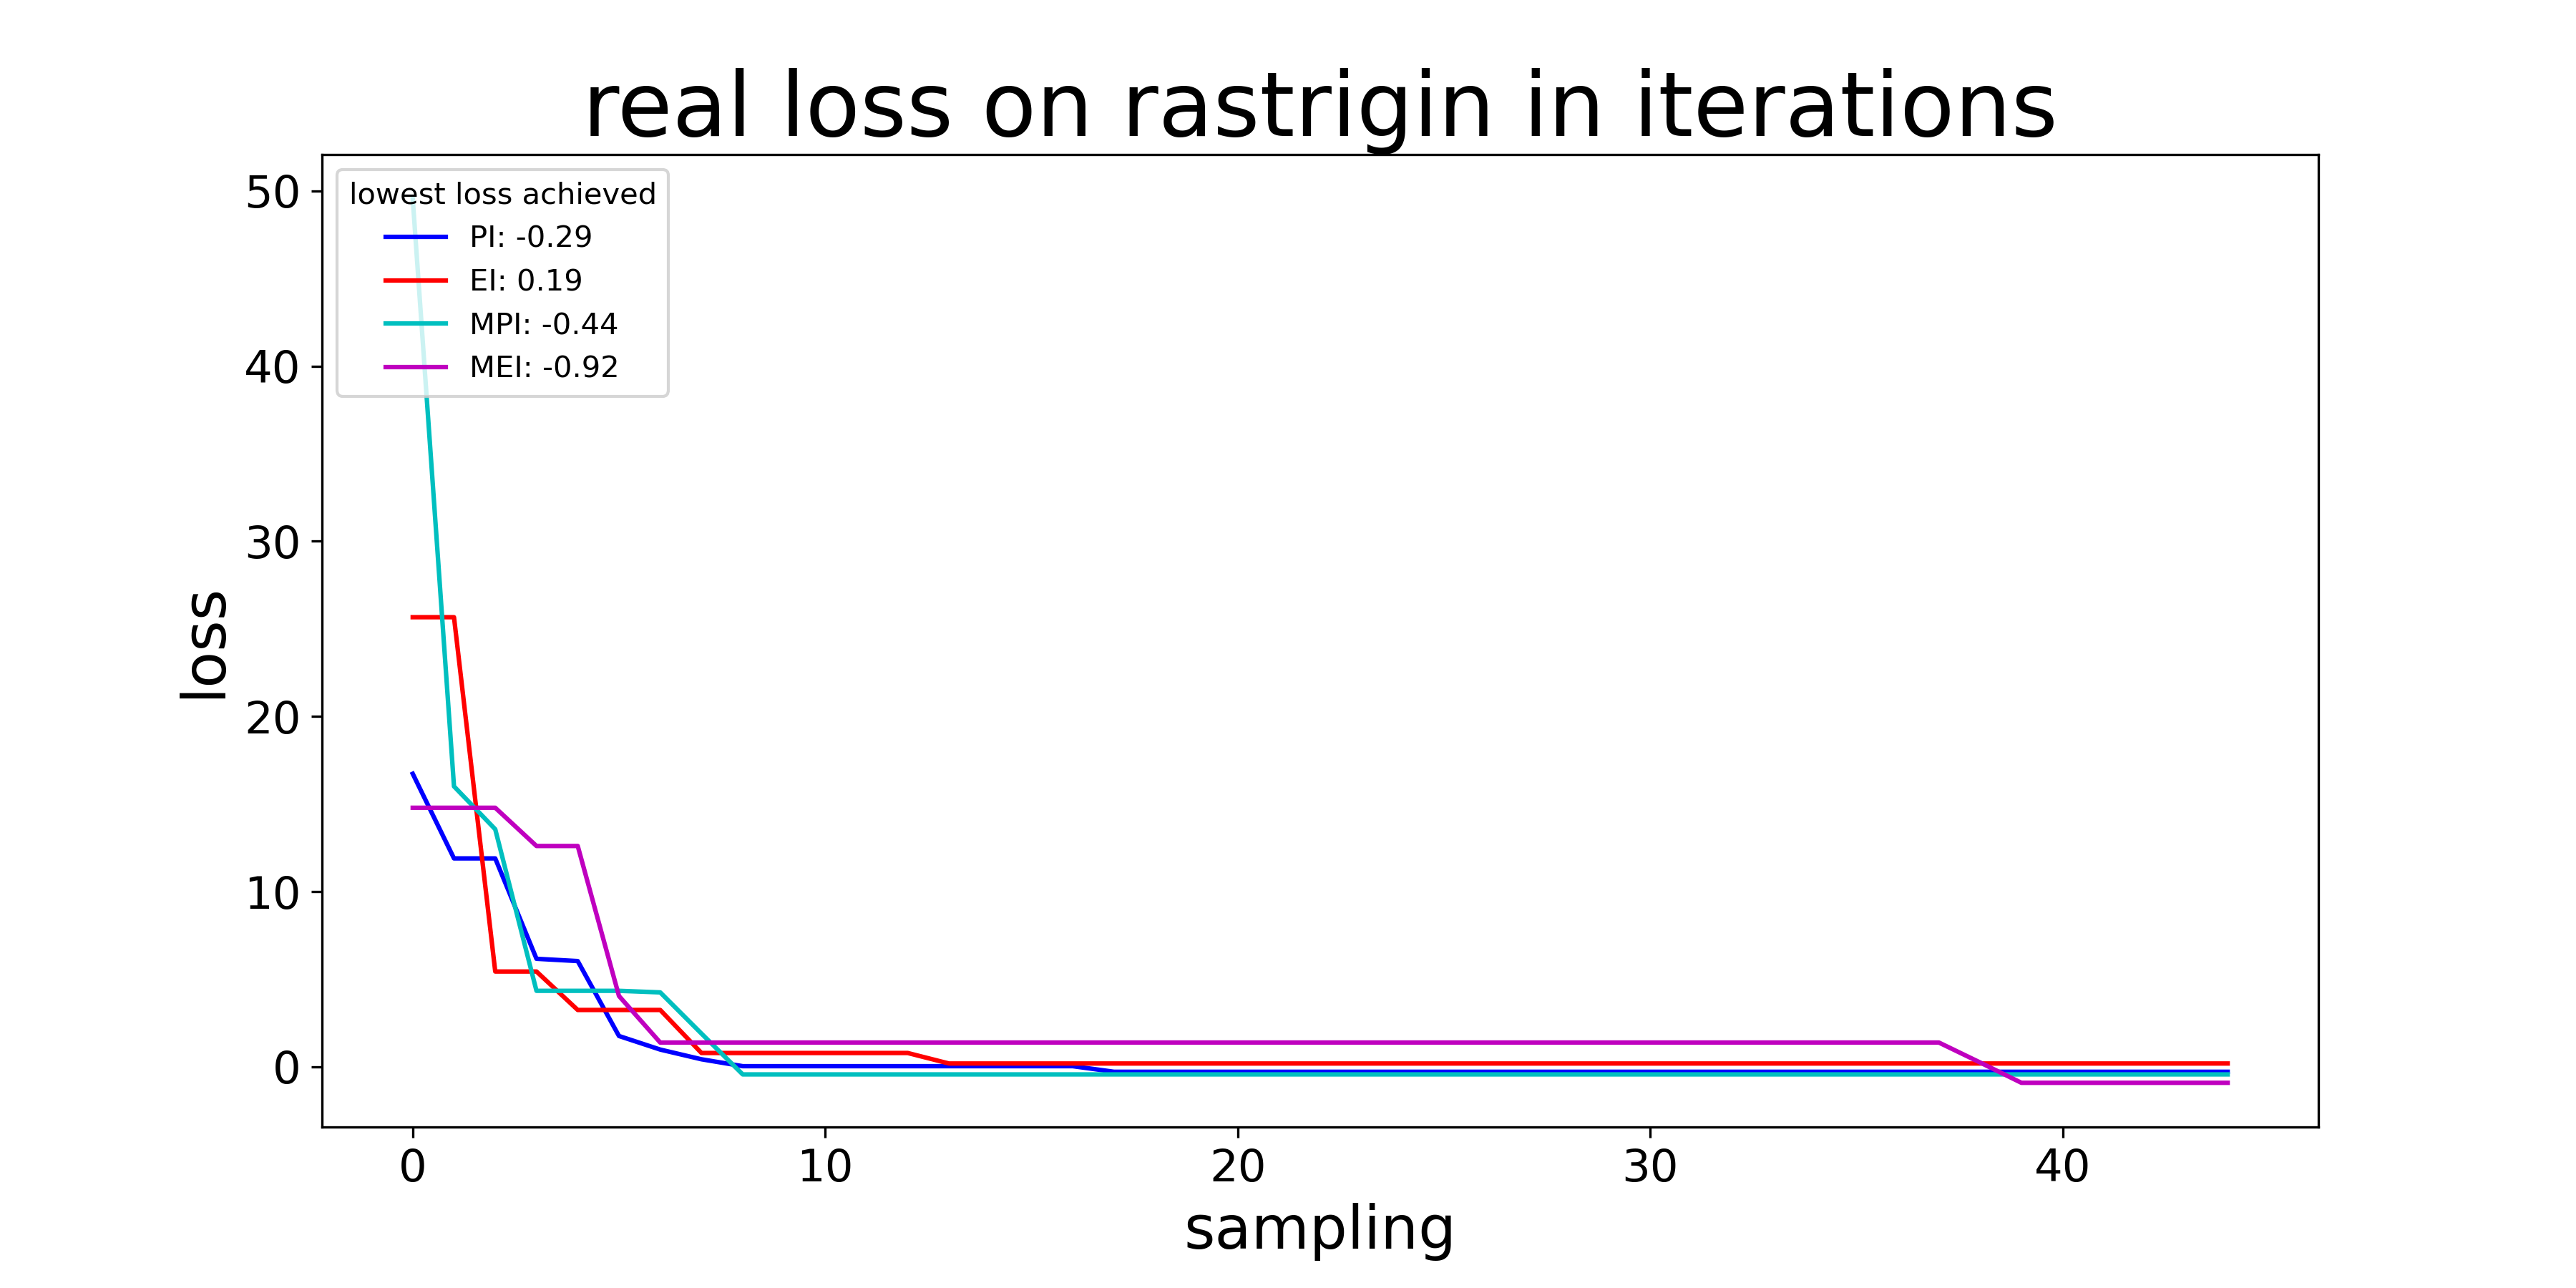 real loss on rastrigin in iterations
lowest loss achieved
PI: -0.29
EI: 0.19
MPI: -0.44
MEI: -0.92
50
40
30
20
10
0
loss
0 10 20 30 40
sampling